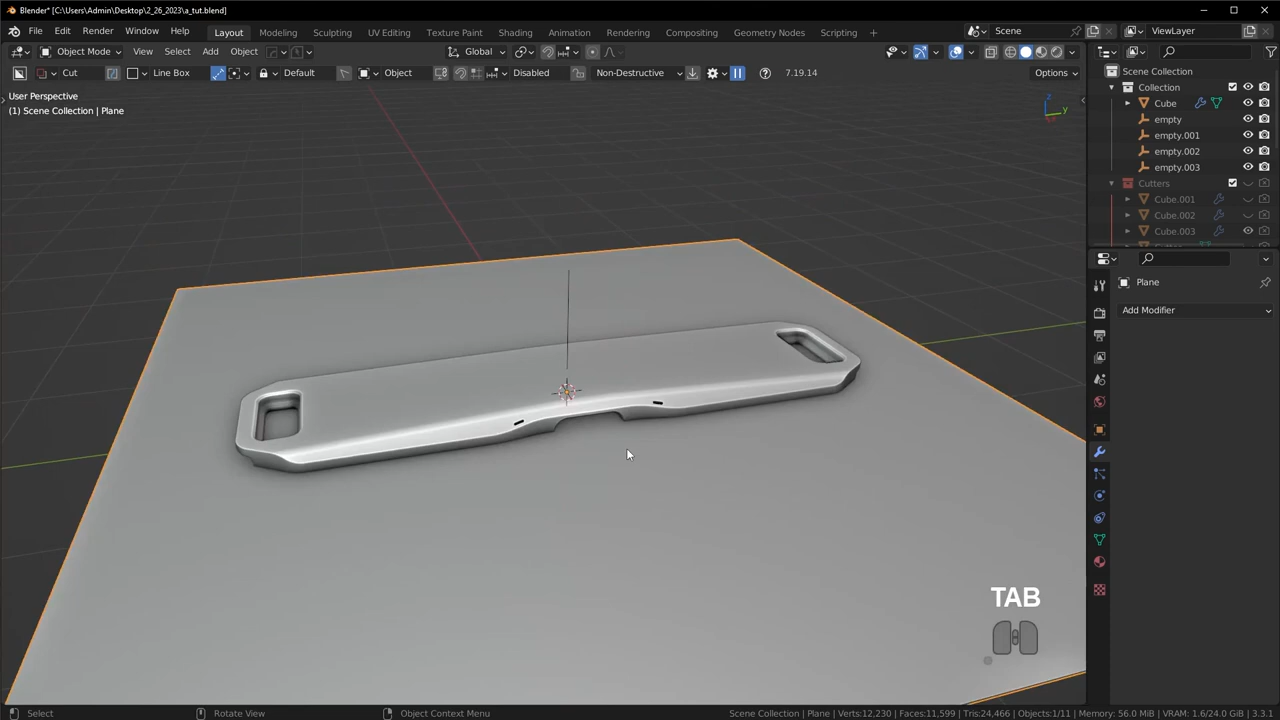 Blender* [C:\Users\Admin\Desktop\2_26_2023\a_tut.blend]
File Edit Render Window Help Layout Modeling Sculpting UV Editing Texture Paint Shading Animation Rendering Compositing Geometry Nodes Scripting + Scene ViewLayer
Object Mode View Select Add Object Global
Cut Line Box Default Object Disabled Non-Destructive 7.19.14 Options
User Perspective
(1) Scene Collection | Plane
Z
Y
Scene Collection
Collection
Cube
empty
empty.001
empty.002
empty.003
Cutters
Cube.001
Cube.002
Cube.003
Plane
Add Modifier
TAB
Select Rotate View Object Context Menu Scene Collection | Plane | Verts:12,230 | Faces:11,599 | Tris:24,466 | Objects:1/11 | Memory: 56.0 MiB | VRAM: 1.6/24.0 GiB | 3.3.1